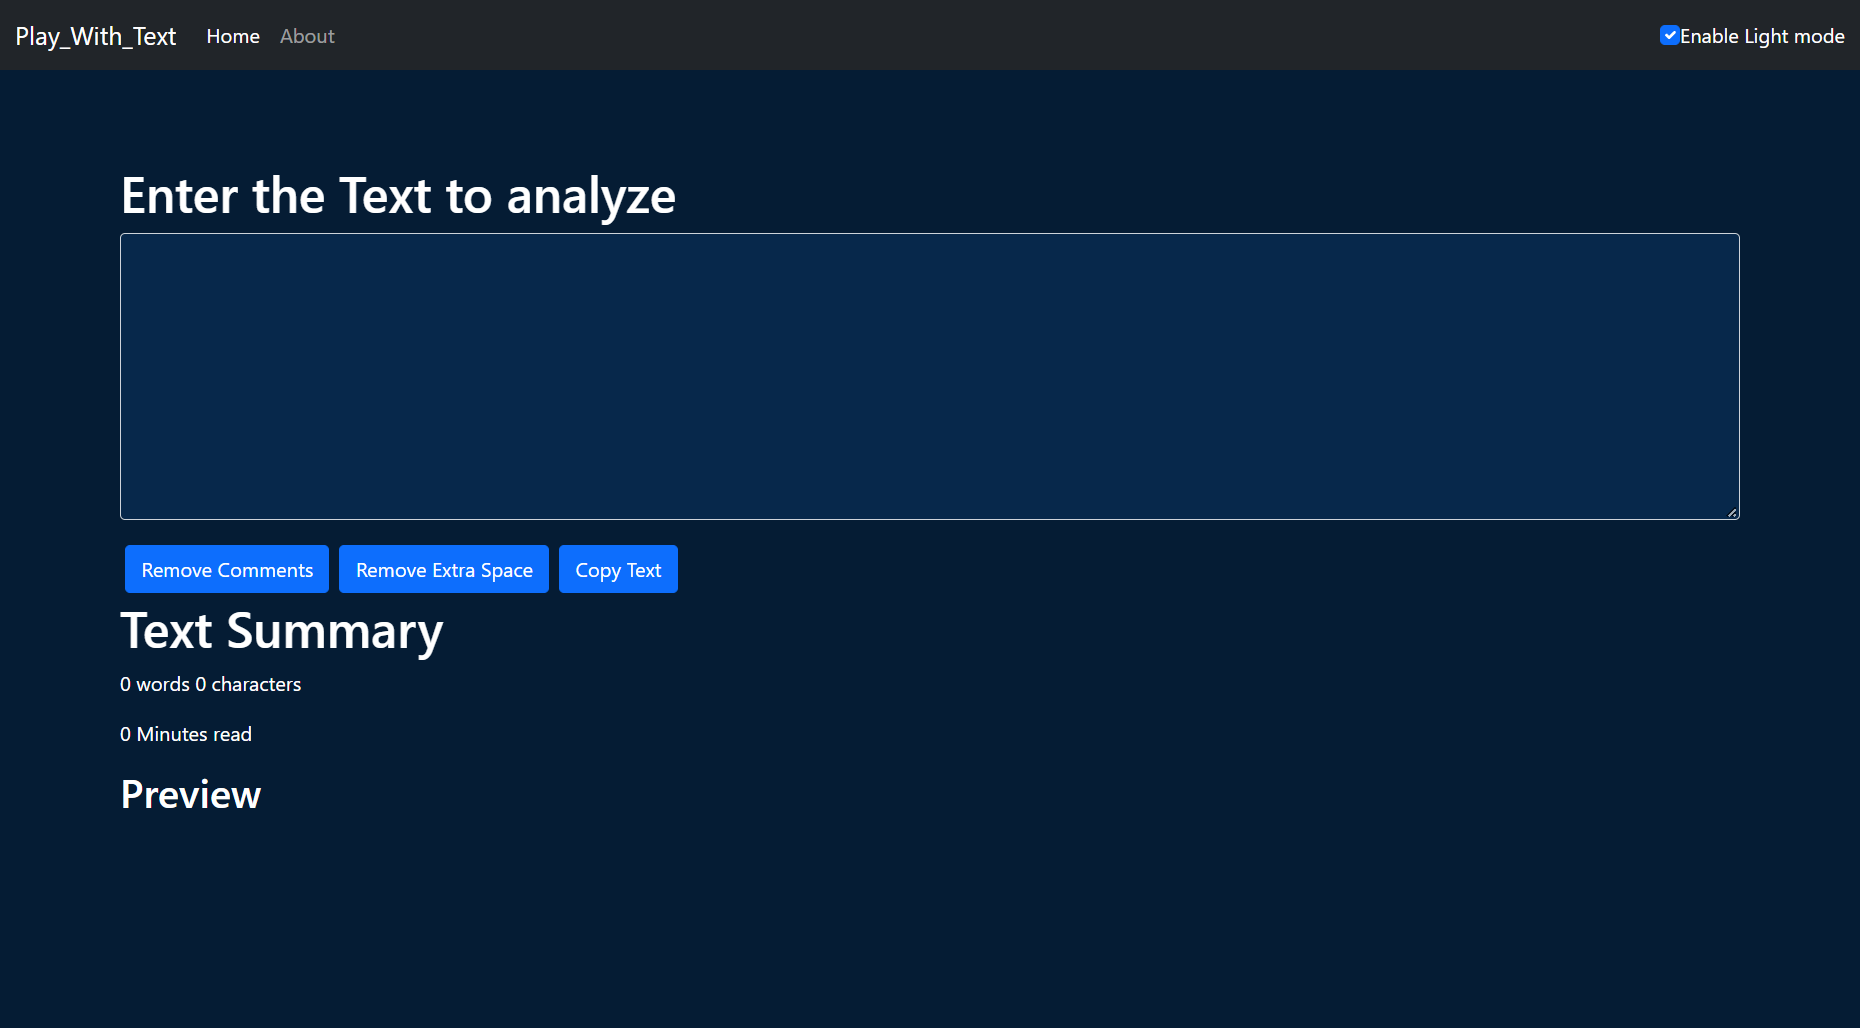 Play_With_Text Home About Enable Light mode
Enter the Text to analyze
Remove Comments Remove Extra Space Copy Text
Text Summary
0 words 0 characters
0 Minutes read
Preview